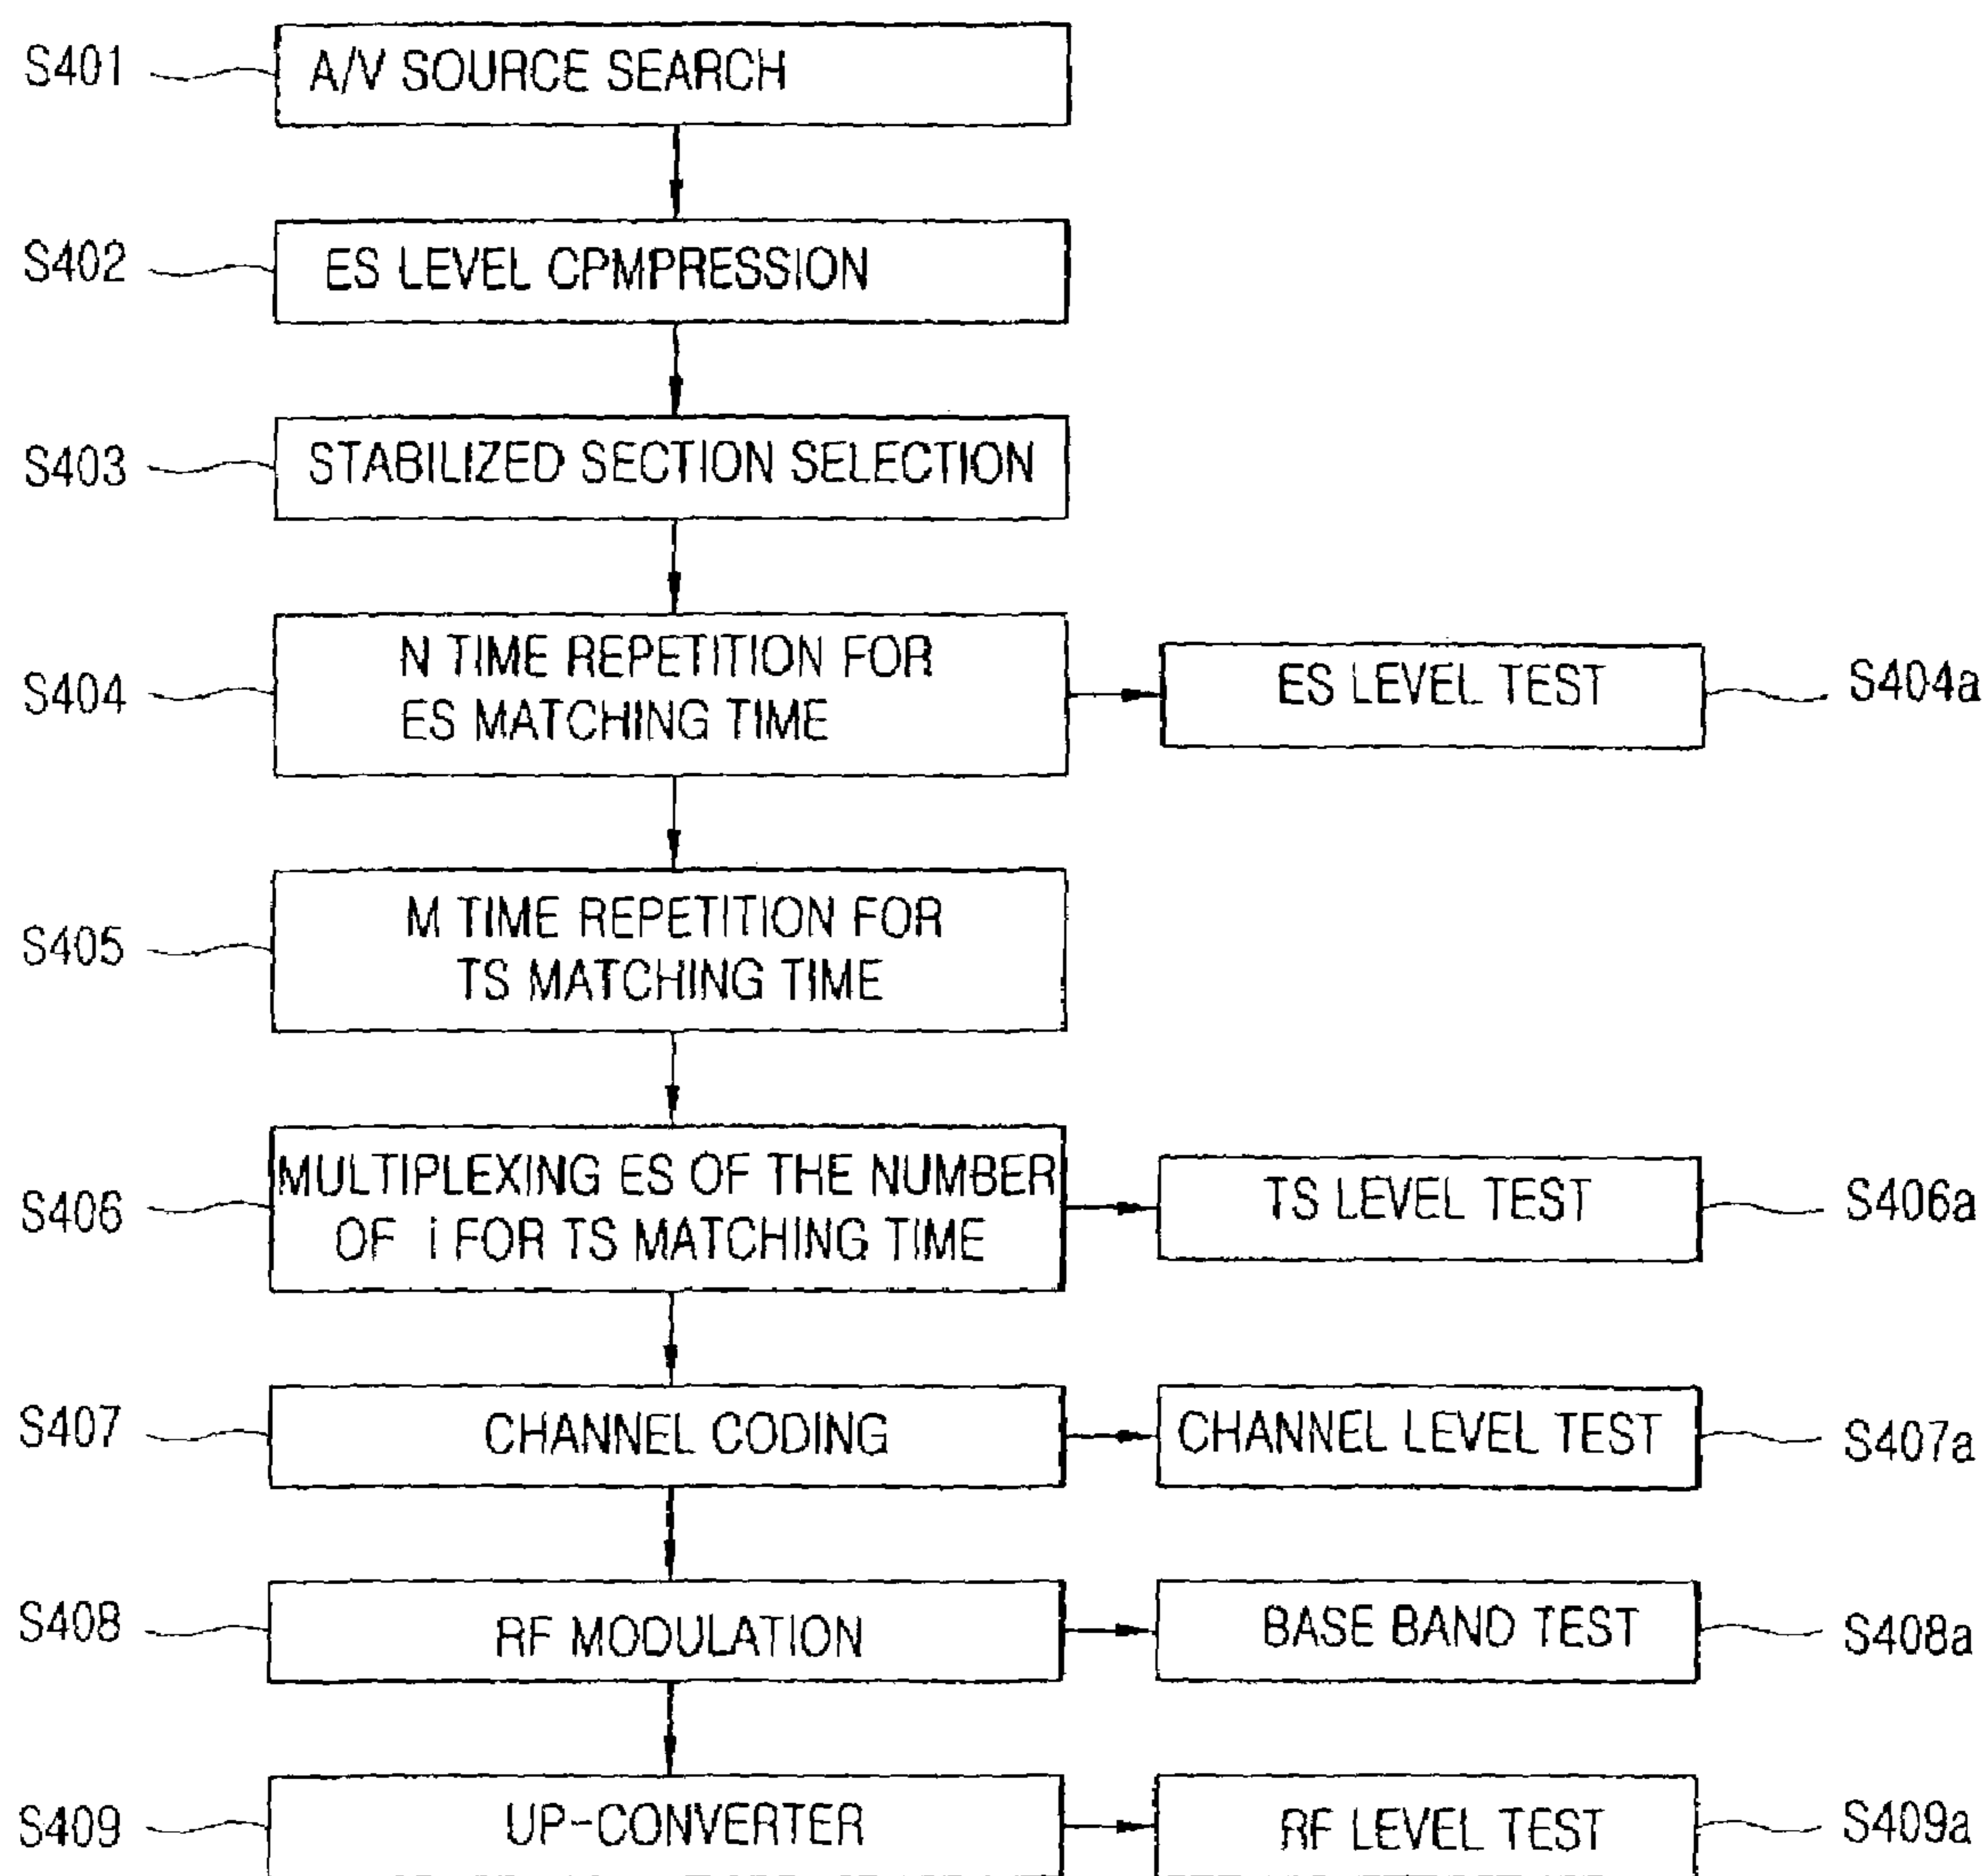 S401 A/V SOURCE SEARCH
S402 ES LEVEL CPMPRESSION
S403 STABILIZED SECTION SELECTION
S404 N TIME REPETITION FOR
ES MATCHING TIME
ES LEVEL TEST S404a
S405 M TIME REPETITION FOR
TS MATCHING TIME
S406 MULTIPLEXING ES OF THE NUMBER
OF i FOR TS MATCHING TIME
TS LEVEL TEST S406a
S407 CHANNEL CODING CHANNEL LEVEL TEST S407a
S408 RF MODULATION BASE BAND TEST S408a
S409 UP-CONVERTER RF LEVEL TEST S409a